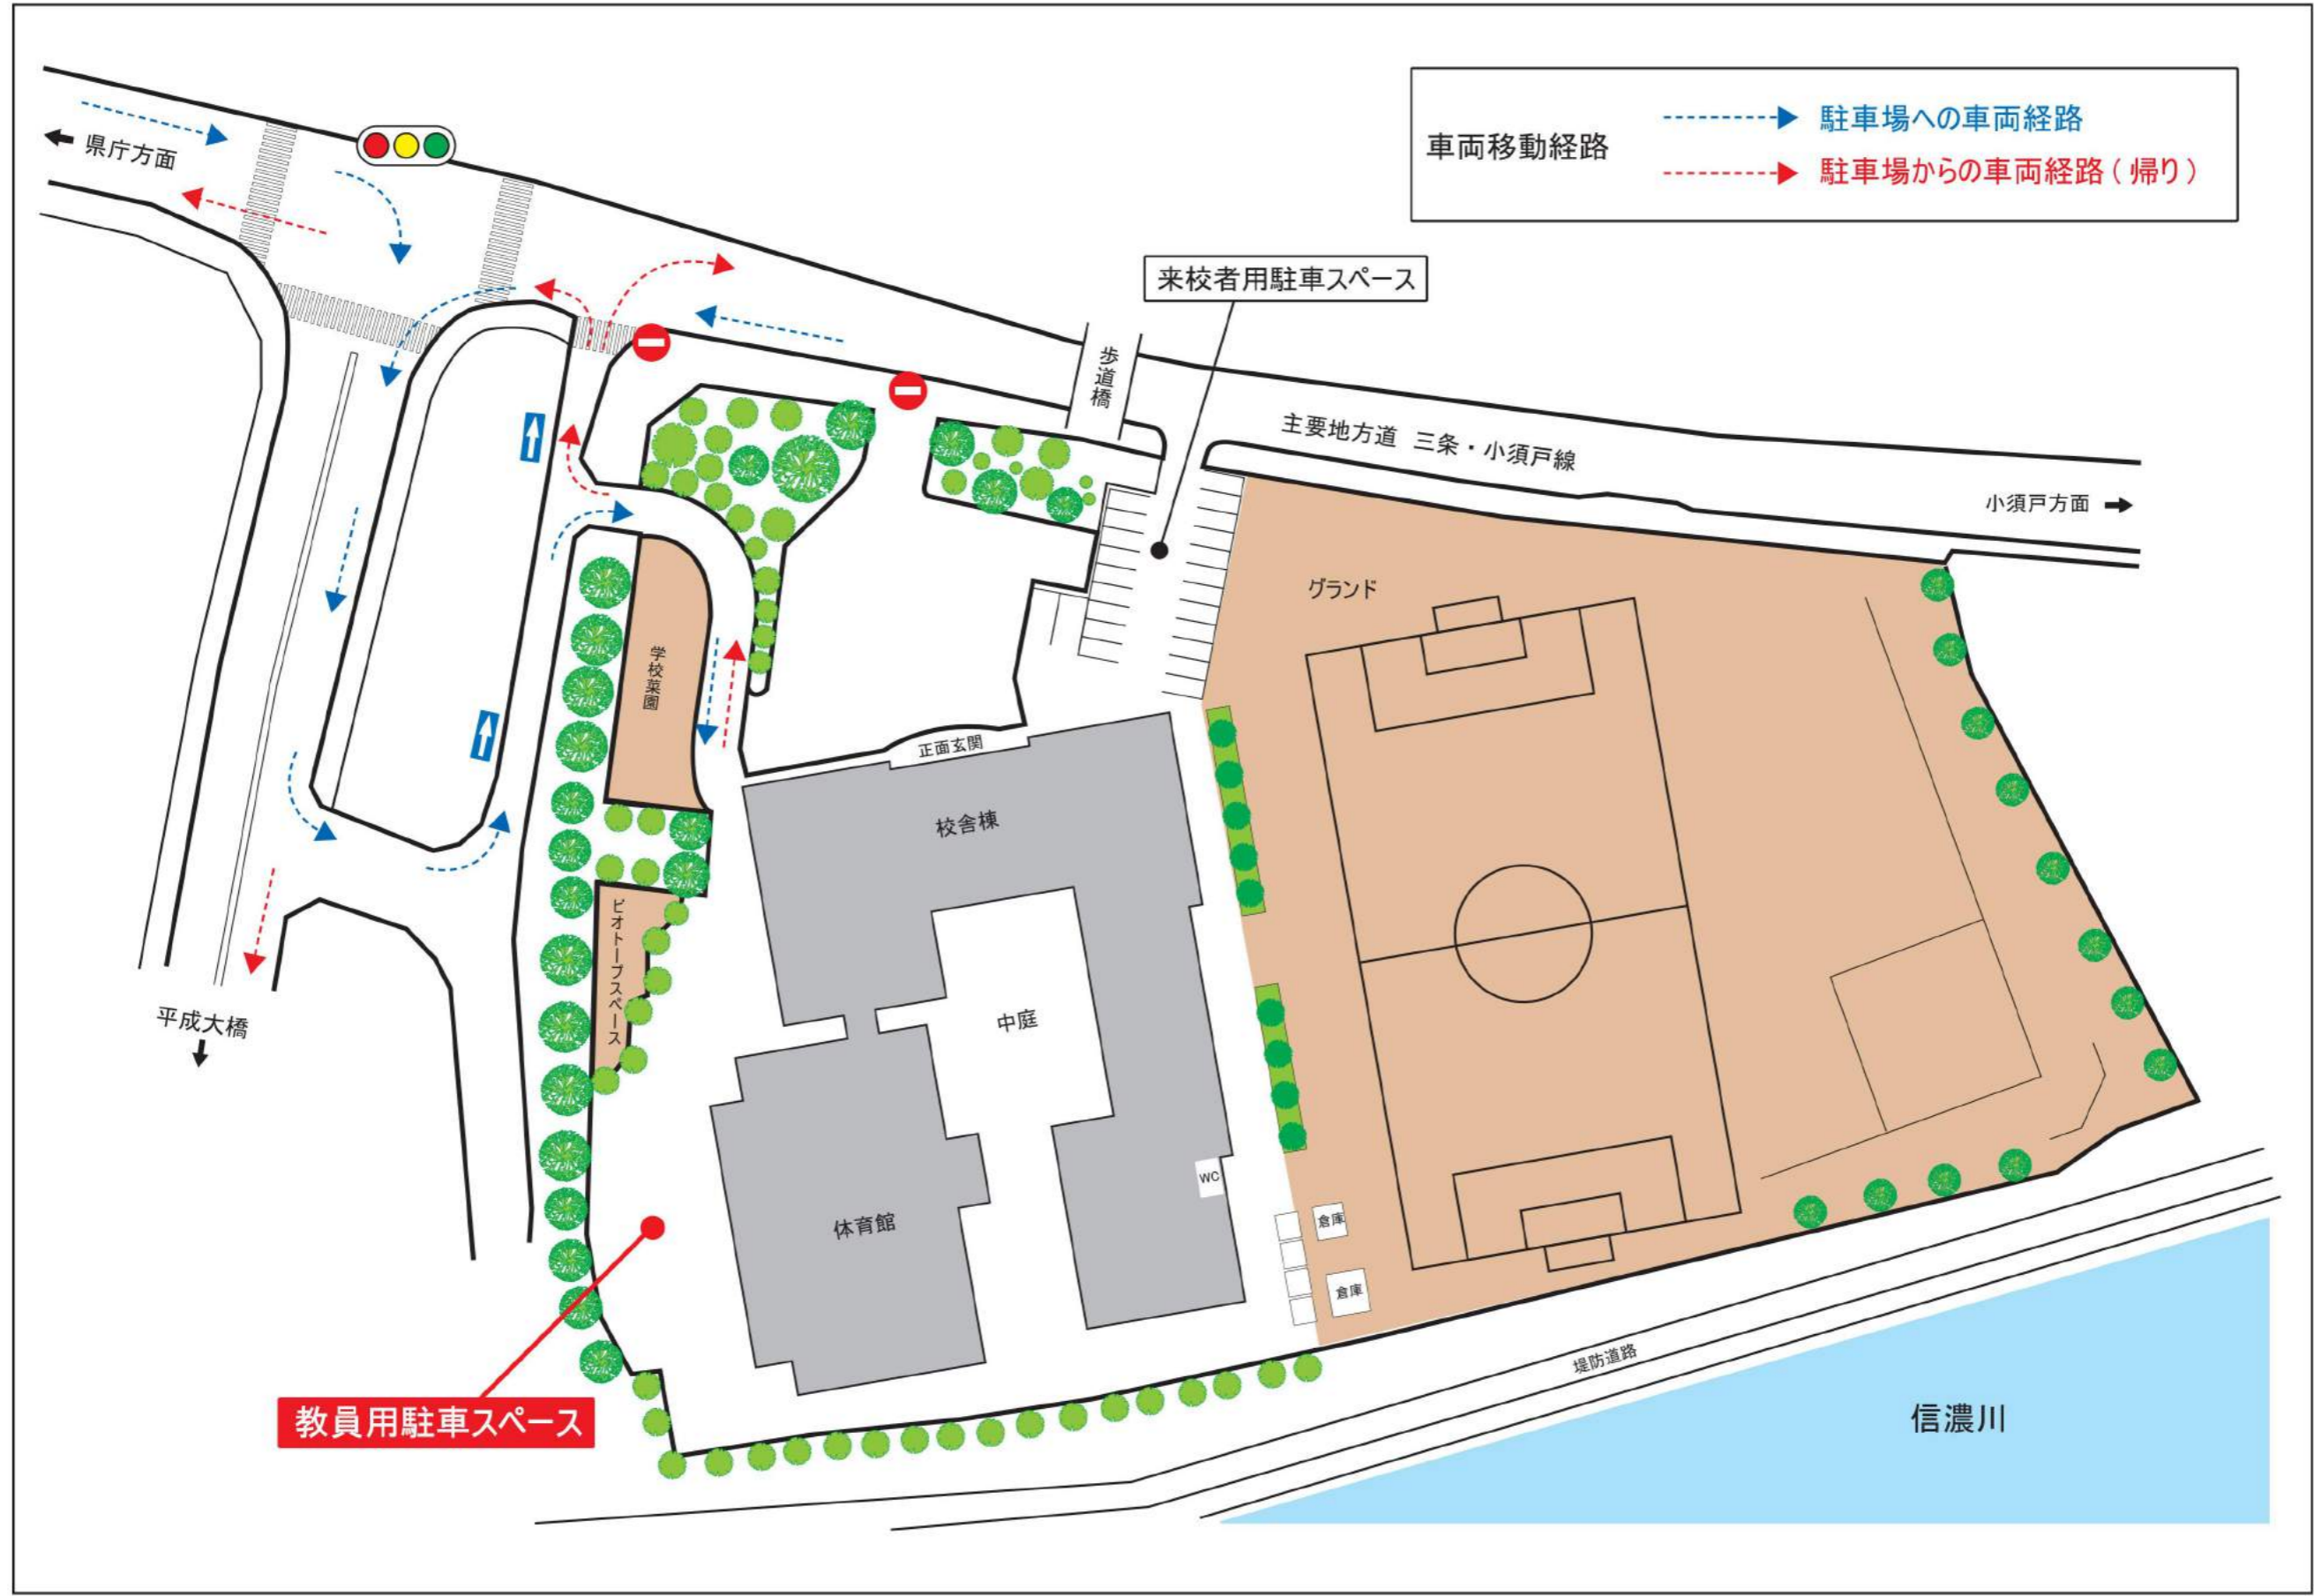 車両移動経路
駐車場への車両経路
駐車場からの車両経路（帰り）
県庁方面
来校者用駐車スペース
歩道橋
主要地方道 三条・小須戸線
小須戸方面
グランド
学校菜園
正面玄関
校舎棟
ビオトープスペース
中庭
平成大橋
WC
体育館
倉庫
倉庫
堤防道路
教員用駐車スペース
信濃川